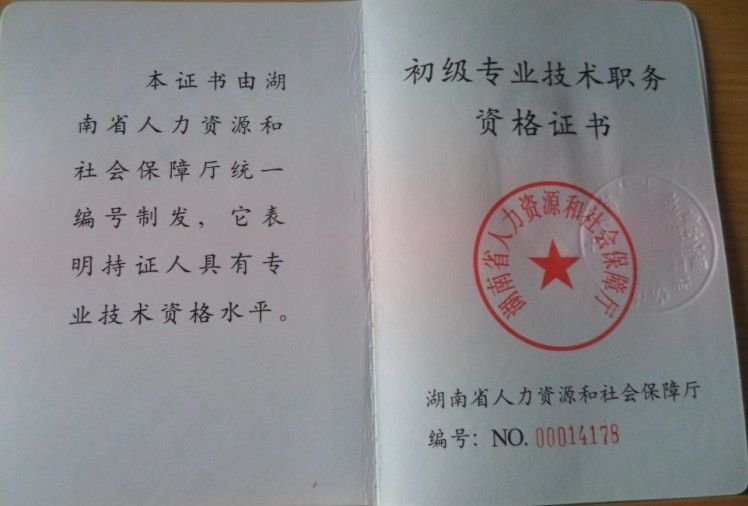 本证书由湖
南省人力资源和
社会保障厅统一
编号制发，它表
明持证人具有专
业技术资格水平。
初级专业技术职务
资格证书
湖南省人力资源和社会保障厅
湖南省人力资源和社会保障厅
编号：NO. 00014178